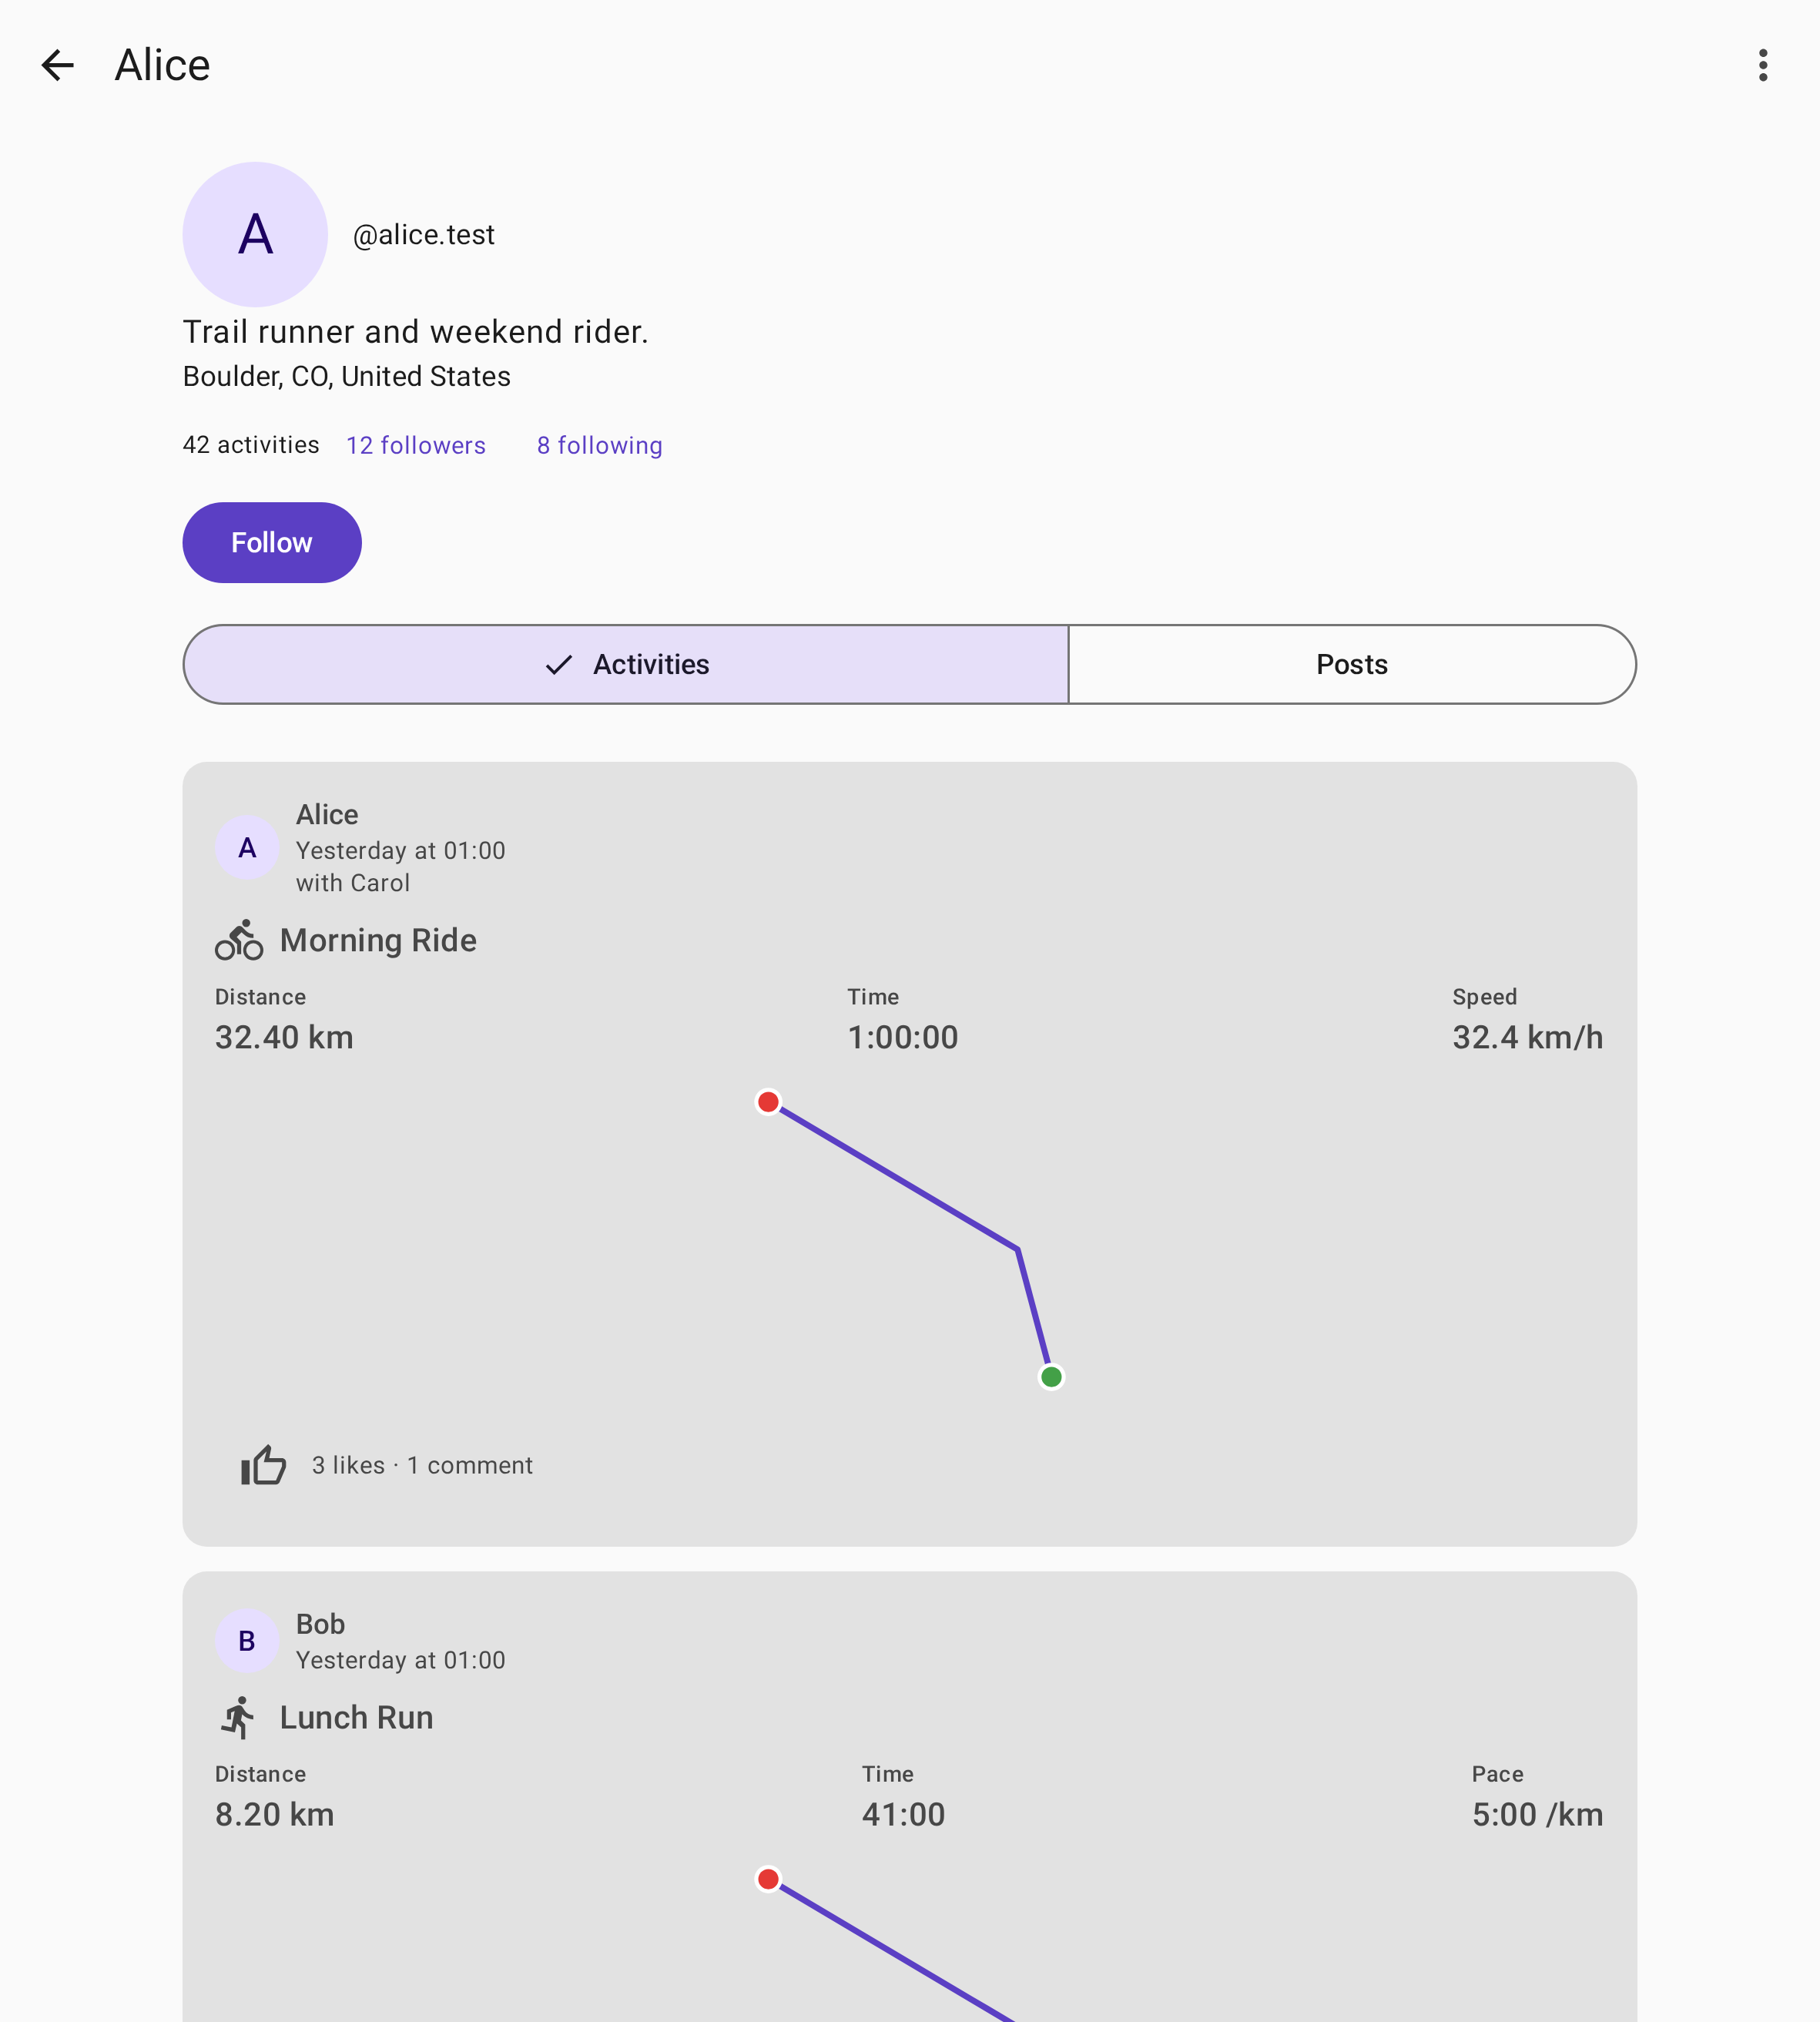 Alice
A
@alice.test
Trail runner and weekend rider.
Boulder, CO, United States
42 activities 12 followers 8 following
Follow
Activities Posts
A
Alice
Yesterday at 01:00
with Carol
Morning Ride
Distance Time Speed
32.40 km 1:00:00 32.4 km/h
3 likes · 1 comment
B
Bob
Yesterday at 01:00
Lunch Run
Distance Time Pace
8.20 km 41:00 5:00 /km